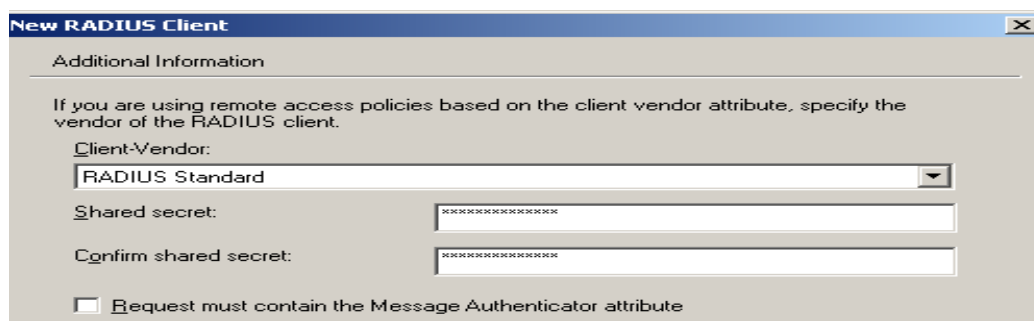 New RADIUS Client
Additional Information
If you are using remote access policies based on the client vendor attribute, specify the
vendor of the RADIUS client.
Client-Vendor:
RADIUS Standard
Shared secret:
**************
Confirm shared secret:
**************
Request must contain the Message Authenticator attribute